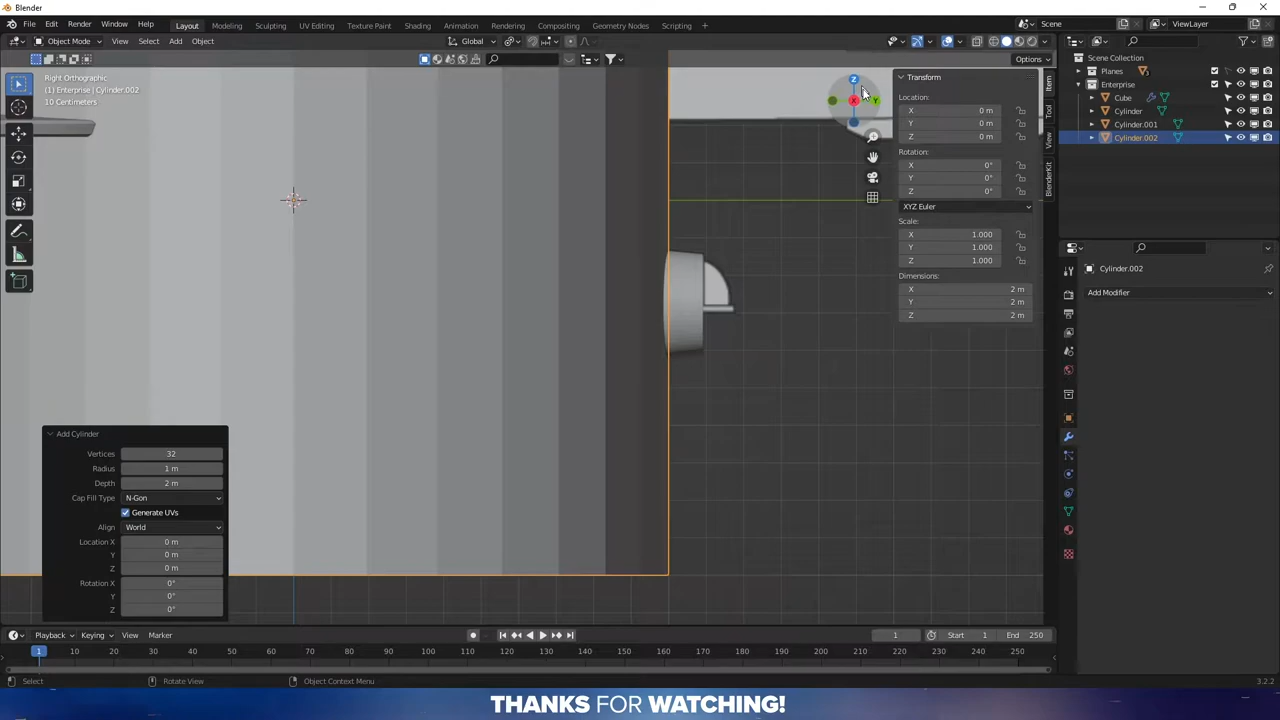 Blender
File Edit Render Window Help Layout Modeling Sculpting UV Editing Texture Paint Shading Animation Rendering Compositing Geometry Nodes Scripting + Scene ViewLayer
Object Mode View Select Add Object Global
Options
Right Orthographic
(1) Enterprise | Cylinder.002
10 Centimeters
Z
Y
X
Transform
Location:
X 0 m
Y 0 m
Z 0 m
Rotation:
X 0°
Y 0°
Z 0°
XYZ Euler
Scale:
X 1.000
Y 1.000
Z 1.000
Dimensions:
X 2 m
Y 2 m
Z 2 m
Item
Tool
View
BlenderKit
Scene Collection
Planes
Enterprise
Cube
Cylinder
Cylinder.001
Cylinder.002
Cylinder.002
Add Modifier
Add Cylinder
Vertices 32
Radius 1 m
Depth 2 m
Cap Fill Type N-Gon
Generate UVs
Align World
Location X 0 m
Y 0 m
Z 0 m
Rotation X 0°
Y 0°
Z 0°
Playback Keying View Marker 1 Start 1 End 250
1 10 20 30 40 50 60 70 80 90 100 110 120 130 140 150 160 170 180 190 200 210 220 230 240 250
Select Rotate View Object Context Menu 3.2.2
THANKS FOR WATCHING!